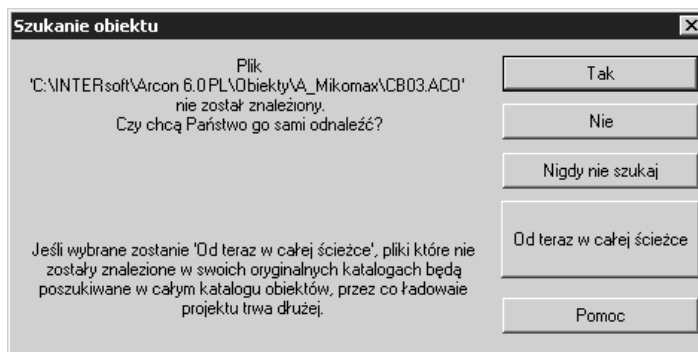 Szukanie obiektu
Plik
'C:\INTERsoft\Arcon 6.0 PL\Obiekty\A_Mikomax\CB03.ACO'
nie został znależiony.
Czy chcą Państwo go sami odnaleźć?
Tak
Nie
Nigdy nie szukaj
Od teraz w całej ścieżce
Jeśli wybrane zostanie 'Od teraz w całej ścieżce', pliki które nie
zostały znalezione w swoich oryginalnych katalogach będą
poszukiwane w całym katalogu obiektów, przez co ładowaie
projektu trwa dłużej.
Pomoc